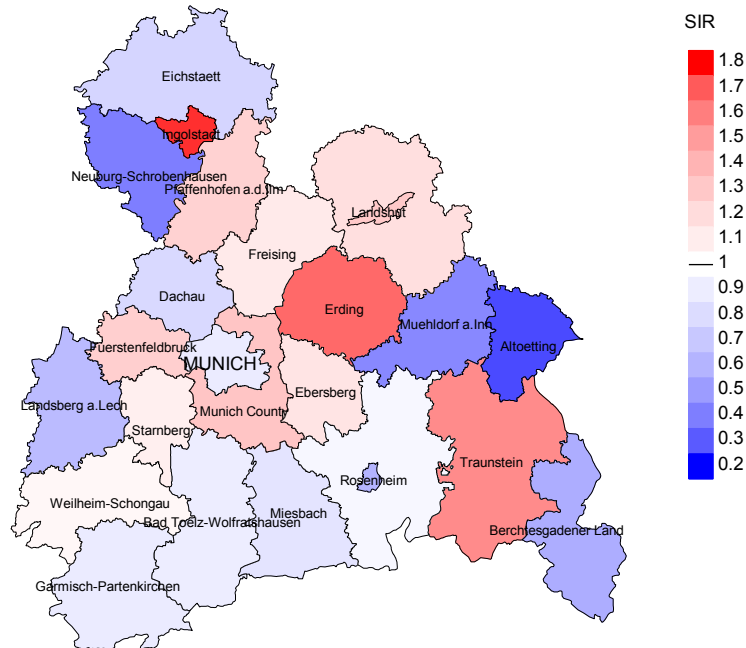 SIR
1.8
1.7
1.6
1.5
1.4
1.3
1.2
1.1
1
0.9
0.8
0.7
0.6
0.5
0.4
0.3
0.2
Eichstaett
Ingolstadt
Neuburg-Schrobenhausen
Pfaffenhofen a.d.Ilm
Landshut
Freising
Dachau
Erding
Muehldorf a.Inn
Altoetting
Fuerstenfeldbruck
MUNICH
Ebersberg
Landsberg a.Lech
Munich County
Starnberg
Traunstein
Rosenheim
Miesbach
Weilheim-Schongau
Bad Toelz-Wolfratshausen
Berchtesgadener Land
Garmisch-Partenkirchen